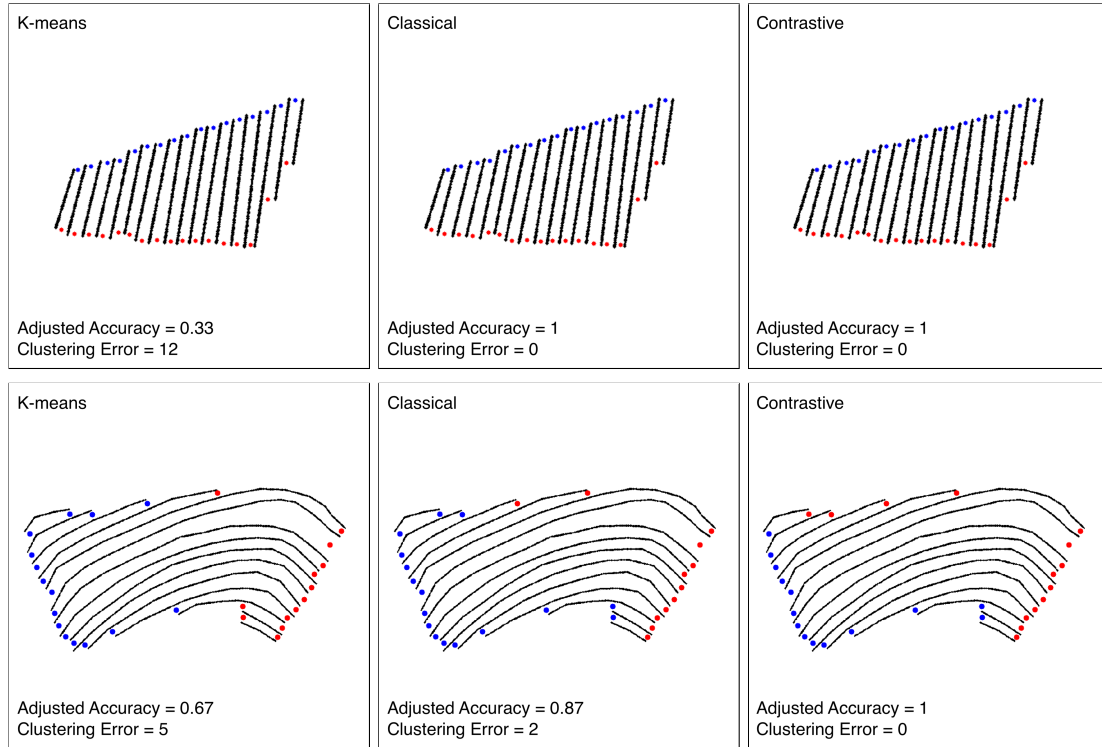 K-means
Adjusted Accuracy = 0.33
Clustering Error = 12
Classical
Adjusted Accuracy = 1
Clustering Error = 0
Contrastive
Adjusted Accuracy = 1
Clustering Error = 0
K-means
Adjusted Accuracy = 0.67
Clustering Error = 5
Classical
Adjusted Accuracy = 0.87
Clustering Error = 2
Contrastive
Adjusted Accuracy = 1
Clustering Error = 0